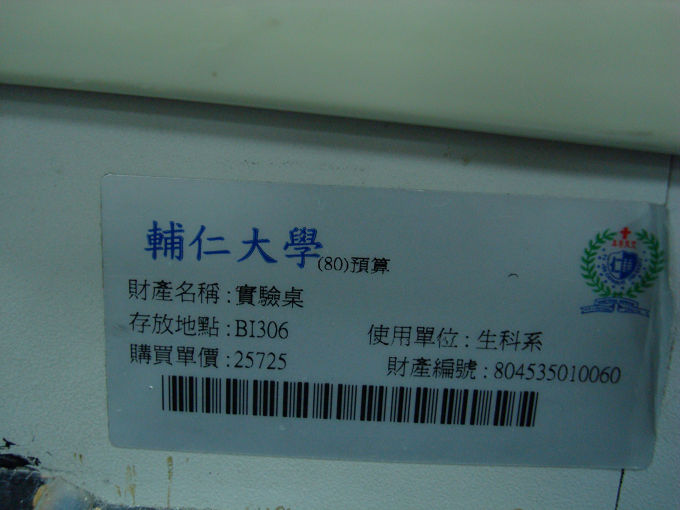 輔仁大學(80)預算
財產名稱:實驗桌
存放地點:BI306 使用單位:生科系
購買單價:25725 財產編號:804535010060